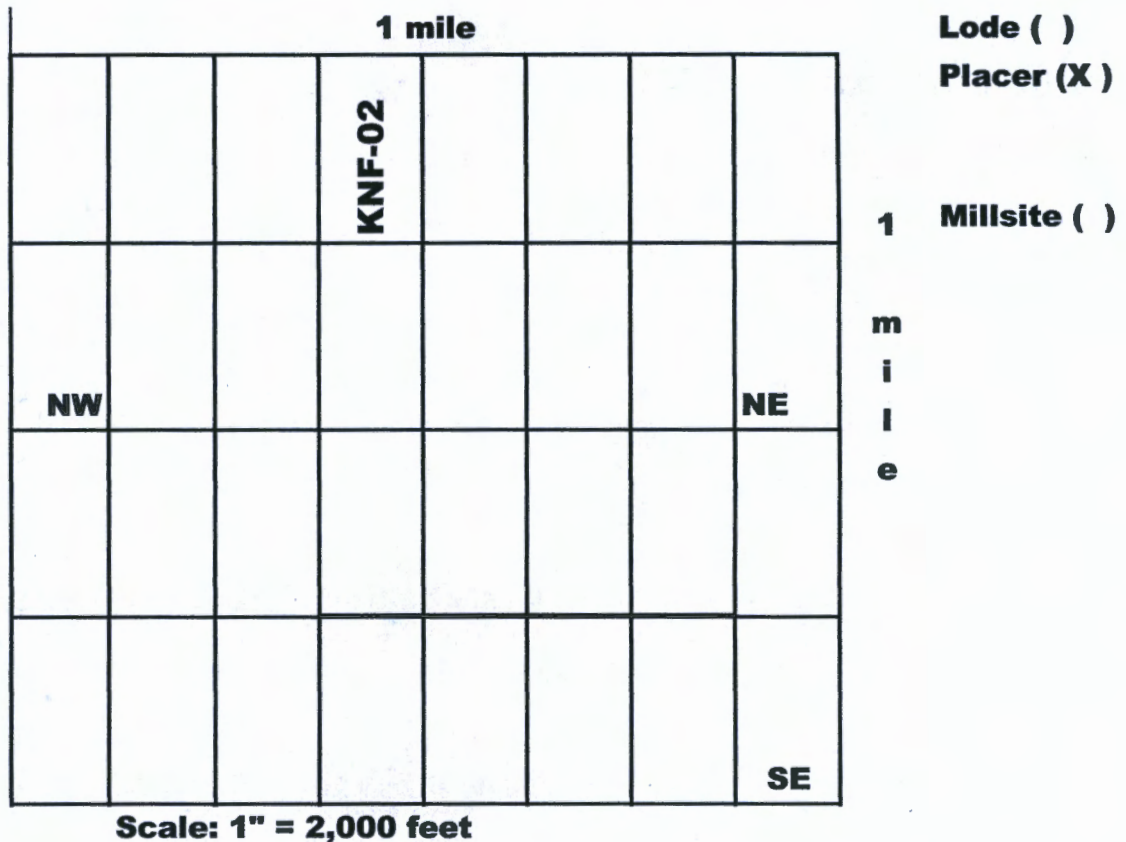 1 mile
Lode ( )
Placer (X )
KNF-02
1
Millsite ( )
m
i
l
e
NW
NE
SE
Scale: 1" = 2,000 feet